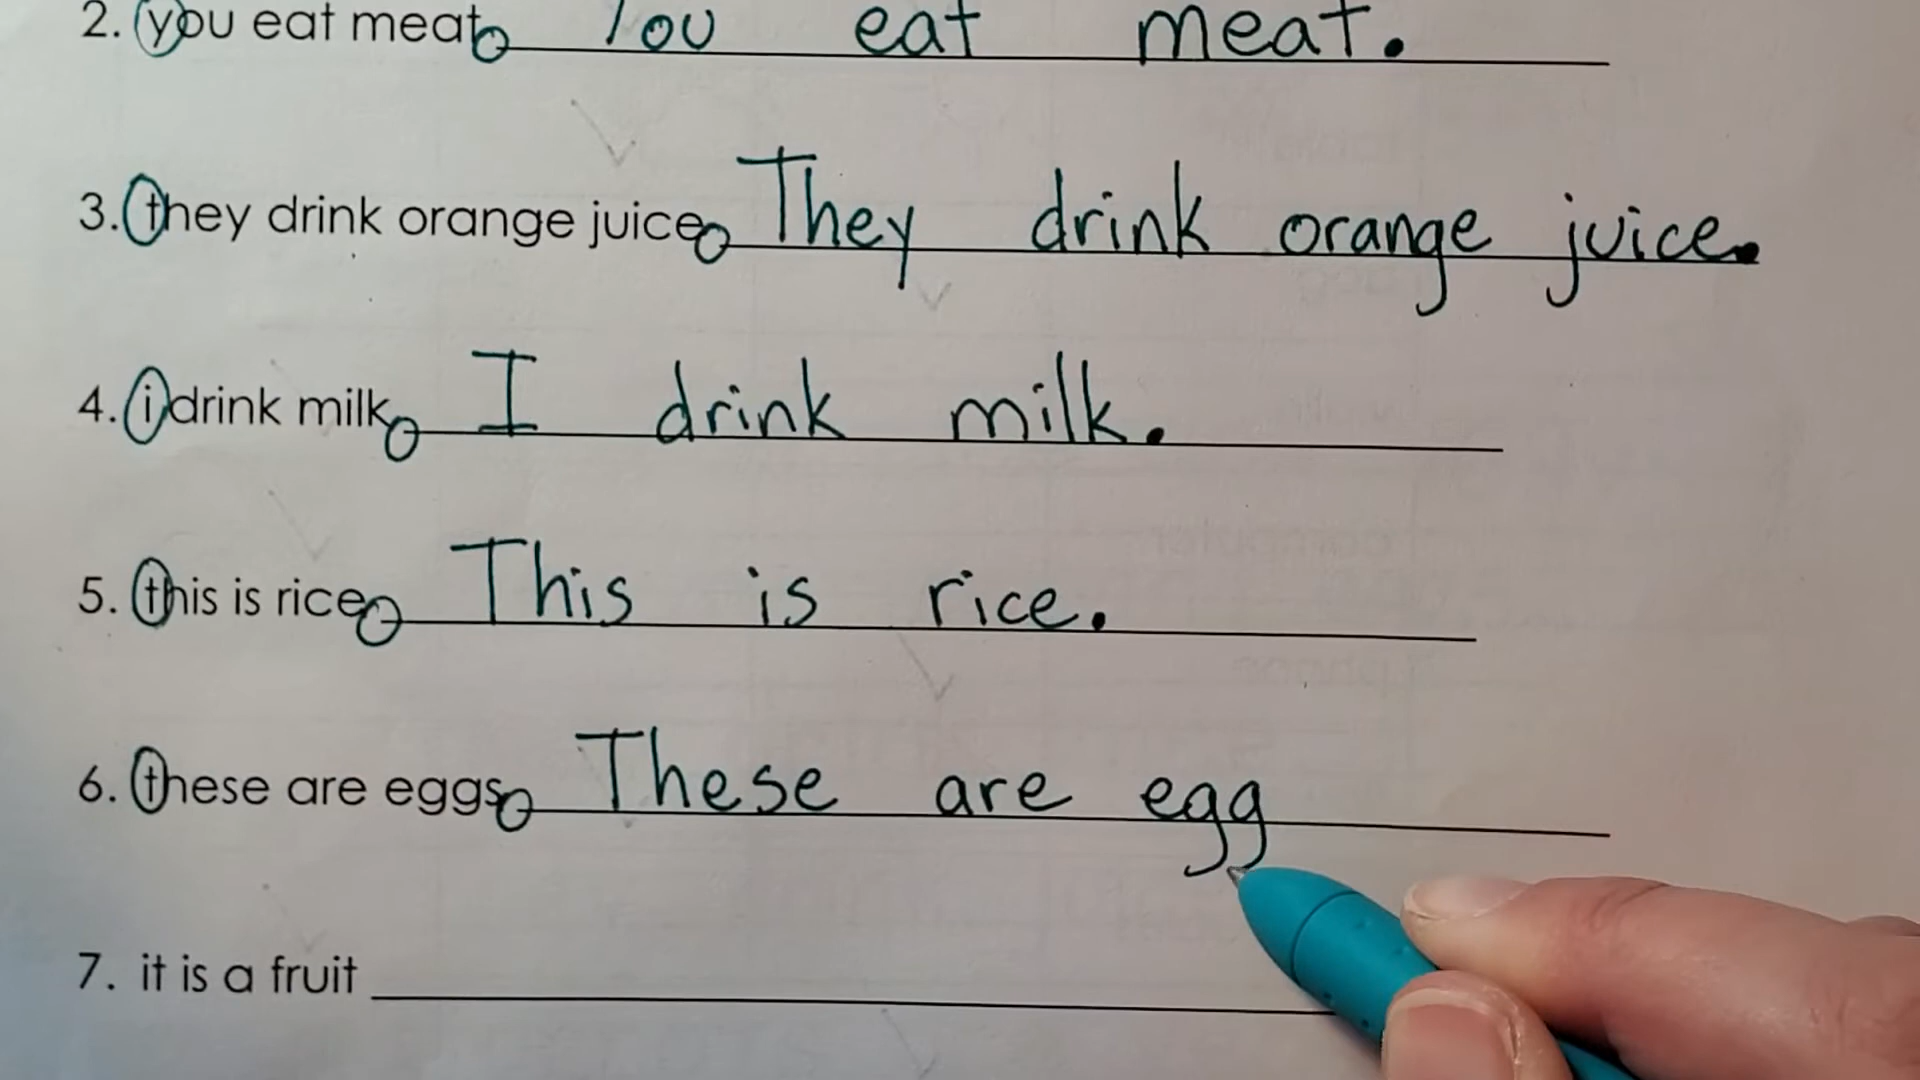 2. you eat meat You eat meat.
3. they drink orange juice They drink orange juice.
4. i drink milk I drink milk.
5. this is rice This is rice.
6. these are eggs These are egg
7. it is a fruit